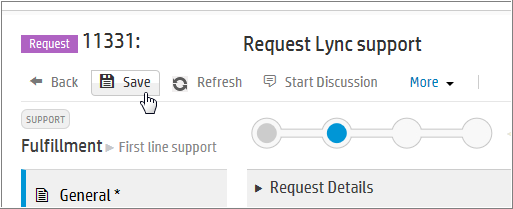 Request 11331: Request Lync support
Back Save Refresh Start Discussion More
SUPPORT
Fulfillment First line support
General * Request Details